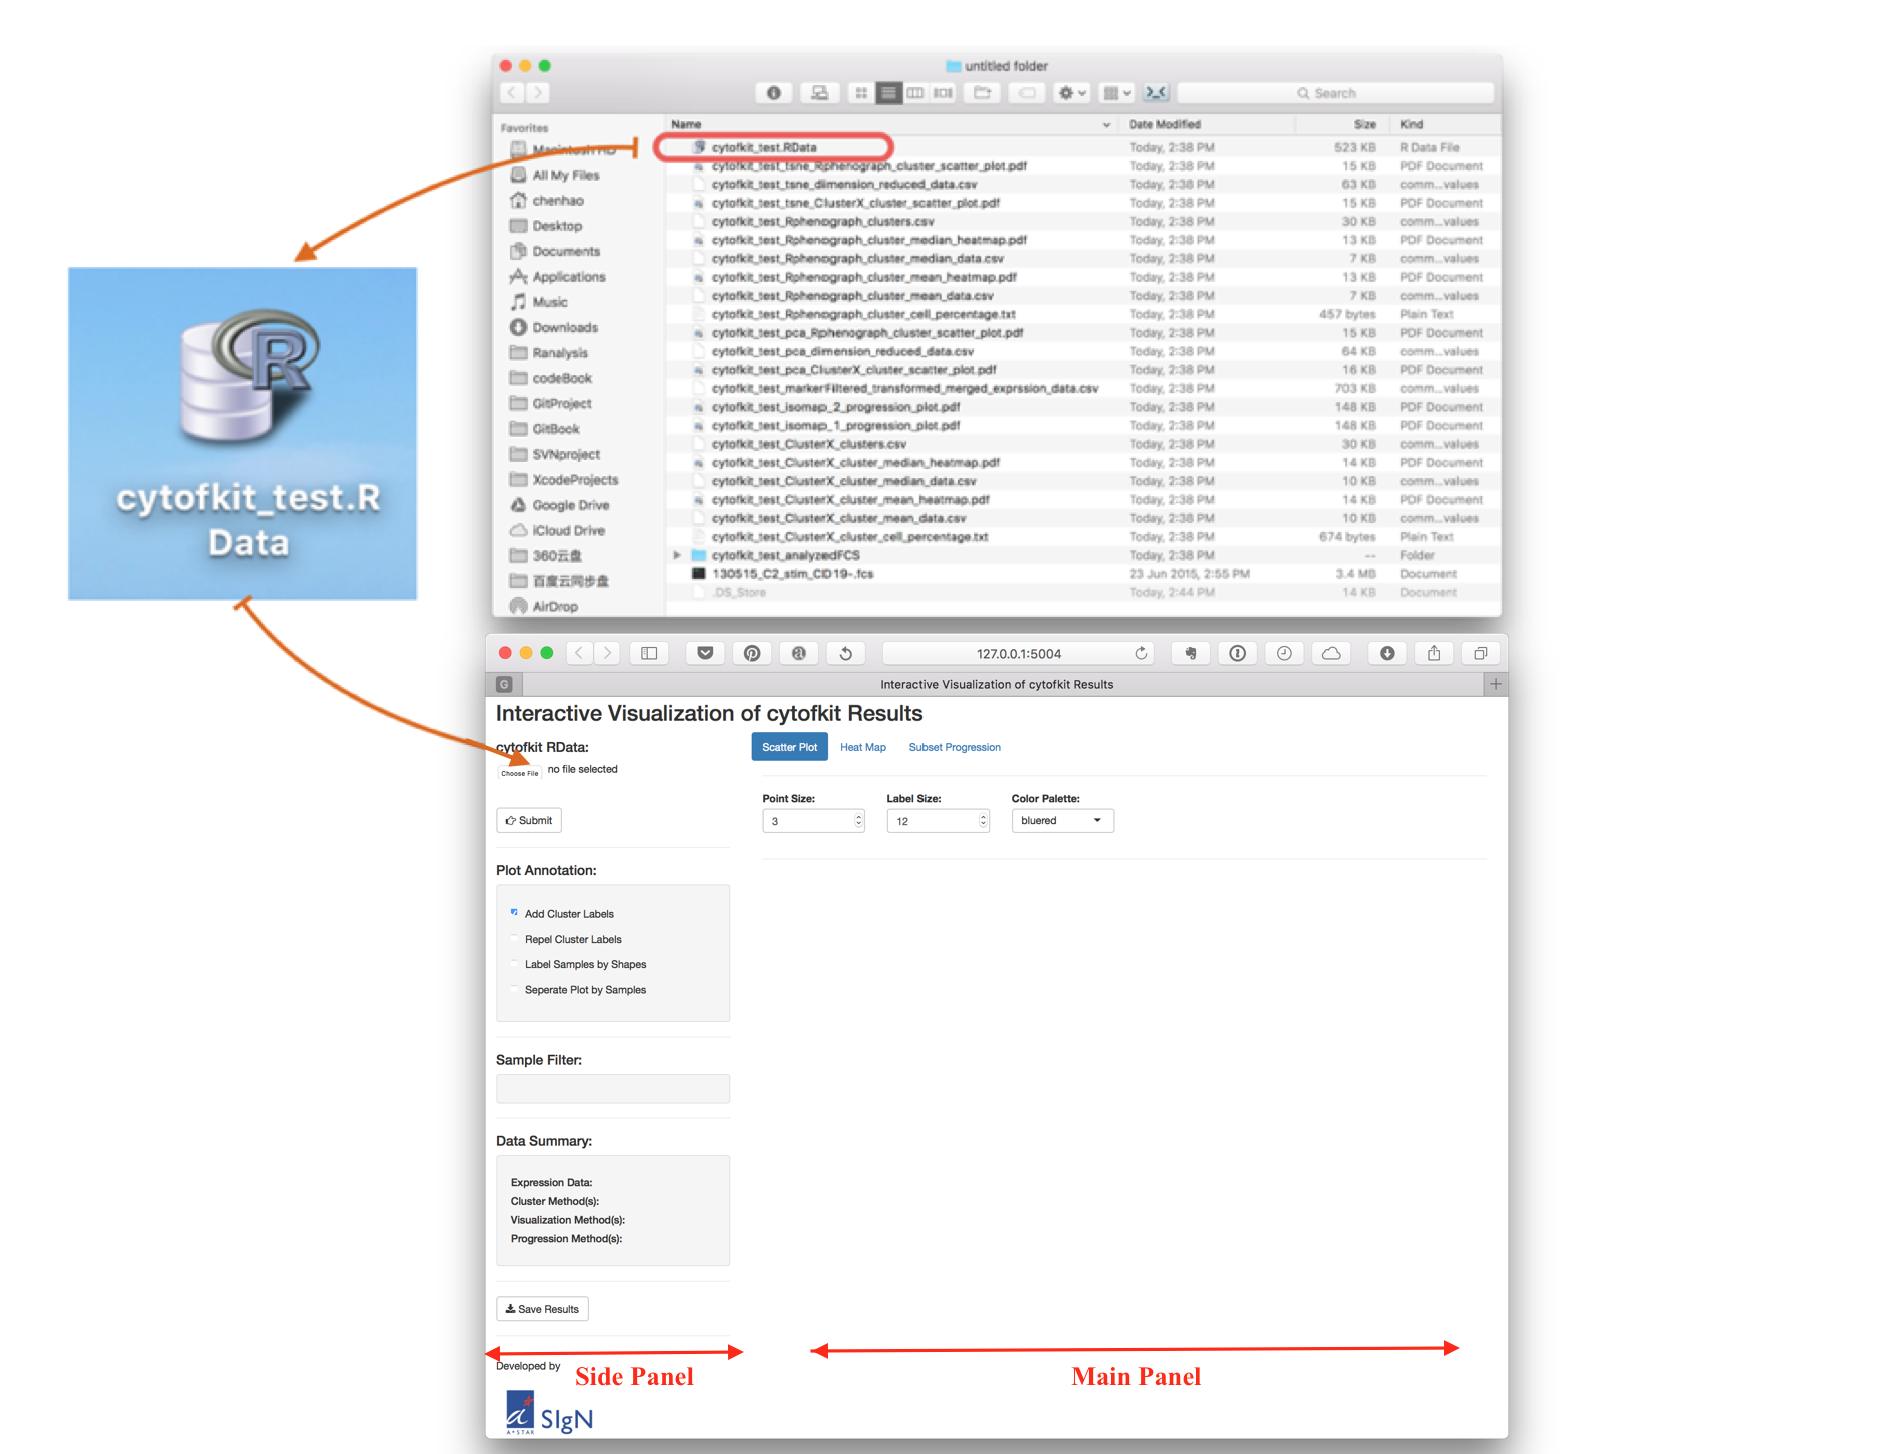 untitled folder
Search
Favorites
Macintosh HD
All My Files
chenhao
Desktop
Documents
Applications
Music
Downloads
Ranalysis
codeBook
GitProject
GitBook
SVNproject
XcodeProjects
Google Drive
iCloud Drive
360云盘
百度云同步盘
AirDrop
Name Date Modified Size Kind
cytofkit_test.RData Today, 2:38 PM 523 KB R Data File
cytofkit_test_tsne_Rphenograph_cluster_scatter_plot.pdf Today, 2:38 PM 15 KB PDF Document
cytofkit_test_tsne_dimension_reduced_data.csv Today, 2:38 PM 63 KB comm...values
cytofkit_test_tsne_ClusterX_cluster_scatter_plot.pdf Today, 2:38 PM 15 KB PDF Document
cytofkit_test_Rphenograph_clusters.csv Today, 2:38 PM 30 KB comm...values
cytofkit_test_Rphenograph_cluster_median_heatmap.pdf Today, 2:38 PM 13 KB PDF Document
cytofkit_test_Rphenograph_cluster_median_data.csv Today, 2:38 PM 7 KB comm...values
cytofkit_test_Rphenograph_cluster_mean_heatmap.pdf Today, 2:38 PM 13 KB PDF Document
cytofkit_test_Rphenograph_cluster_mean_data.csv Today, 2:38 PM 7 KB comm...values
cytofkit_test_Rphenograph_cluster_cell_percentage.txt Today, 2:38 PM 457 bytes Plain Text
cytofkit_test_pca_Rphenograph_cluster_scatter_plot.pdf Today, 2:38 PM 15 KB PDF Document
cytofkit_test_pca_dimension_reduced_data.csv Today, 2:38 PM 64 KB comm...values
cytofkit_test_pca_ClusterX_cluster_scatter_plot.pdf Today, 2:38 PM 16 KB PDF Document
cytofkit_test_markerFiltered_transformed_merged_exprssion_data.csv Today, 2:38 PM 703 KB comm...values
cytofkit_test_isomap_2_progression_plot.pdf Today, 2:38 PM 148 KB PDF Document
cytofkit_test_isomap_1_progression_plot.pdf Today, 2:38 PM 148 KB PDF Document
cytofkit_test_ClusterX_clusters.csv Today, 2:38 PM 30 KB comm...values
cytofkit_test_ClusterX_cluster_median_heatmap.pdf Today, 2:38 PM 14 KB PDF Document
cytofkit_test_ClusterX_cluster_median_data.csv Today, 2:38 PM 10 KB comm...values
cytofkit_test_ClusterX_cluster_mean_heatmap.pdf Today, 2:38 PM 14 KB PDF Document
cytofkit_test_ClusterX_cluster_mean_data.csv Today, 2:38 PM 10 KB comm...values
cytofkit_test_ClusterX_cluster_cell_percentage.txt Today, 2:38 PM 674 bytes Plain Text
cytofkit_test_analyzedFCS Today, 2:38 PM -- Folder
130515_C2_stim_CD19-.fcs 23 Jun 2015, 2:55 PM 3.4 MB Document
.DS_Store Today, 2:44 PM 14 KB Document
R
cytofkit_test.R
Data
127.0.0.1:5004
G Interactive Visualization of cytofkit Results
Interactive Visualization of cytofkit Results
cytofkit RData:
Choose File no file selected
Submit
Plot Annotation:
Add Cluster Labels
Repel Cluster Labels
Label Samples by Shapes
Seperate Plot by Samples
Sample Filter:
Data Summary:
Expression Data:
Cluster Method(s):
Visualization Method(s):
Progression Method(s):
Save Results
Developed by
Side Panel
a
A*STAR
SIgN
Scatter Plot Heat Map Subset Progression
Point Size: Label Size: Color Palette:
3 12 bluered
Main Panel